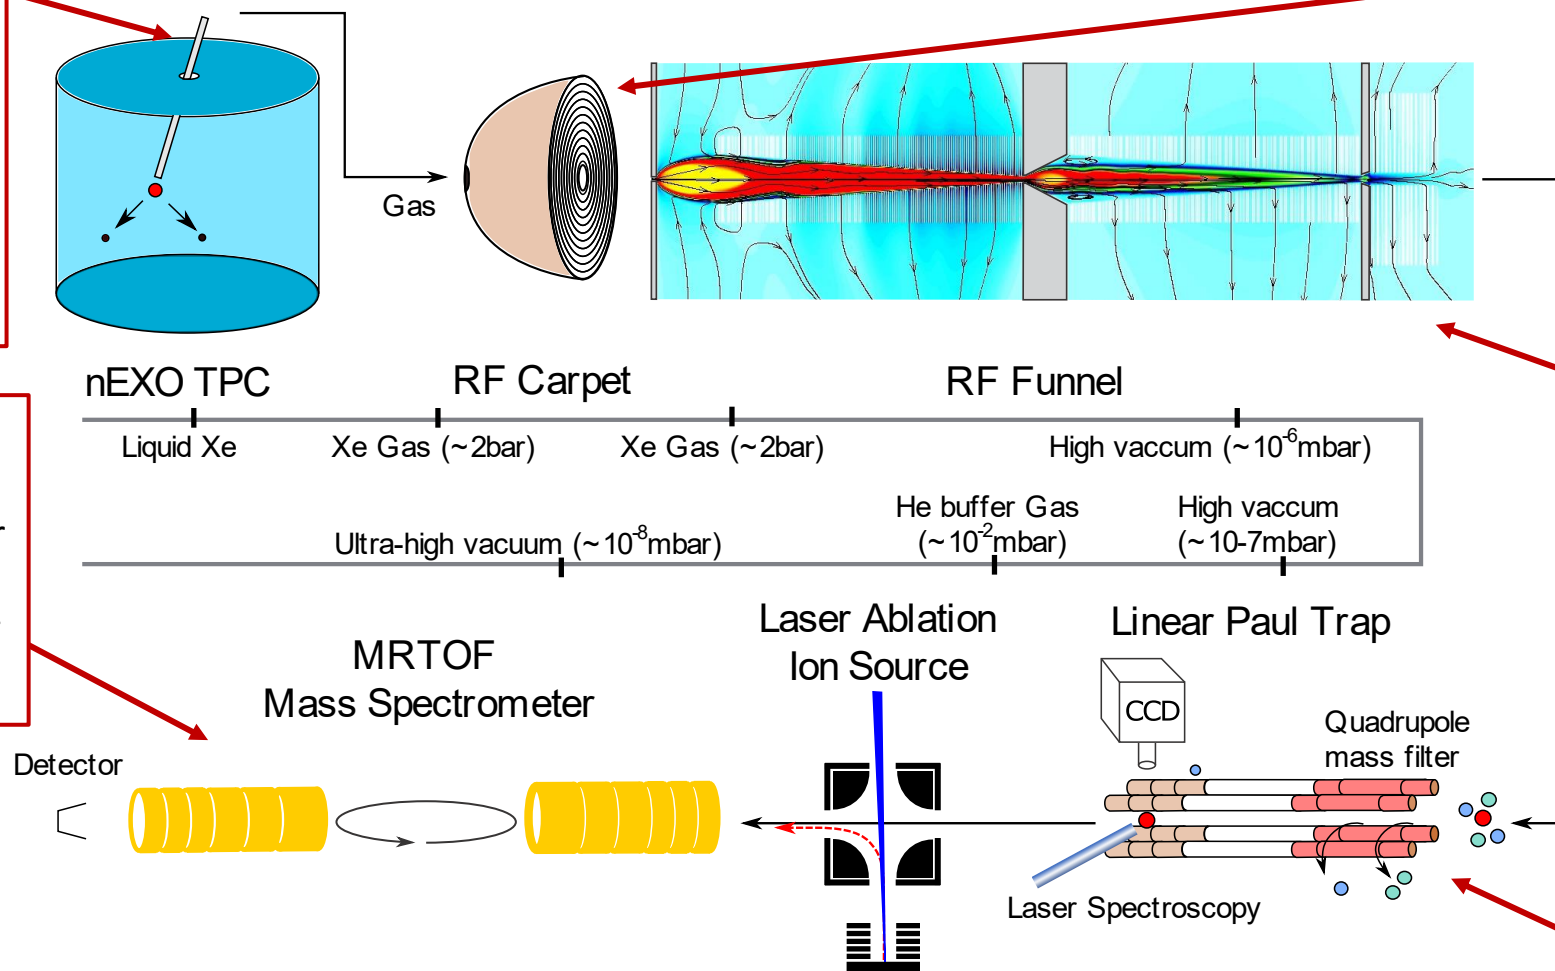 Gas
nEXO TPC
RF Carpet
RF Funnel
Liquid Xe
Xe Gas (~2bar)
Xe Gas (~2bar)
High vaccum (~10⁻⁶mbar)
Ultra-high vacuum (~10⁻⁸mbar)
He buffer Gas
(~10⁻²mbar)
High vaccum
(~10-7mbar)
MRTOF
Mass Spectrometer
Laser Ablation
Ion Source
Linear Paul Trap
CCD
Quadrupole
mass filter
Detector
Laser Spectroscopy